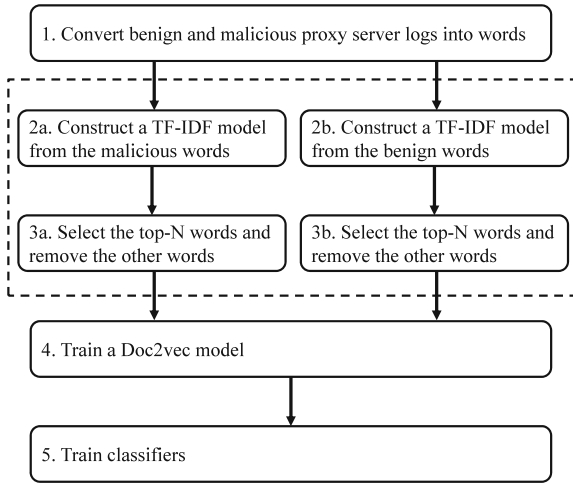 1. Convert benign and malicious proxy server logs into words
2a. Construct a TF-IDF model
from the malicious words
2b. Construct a TF-IDF model
from the benign words
3a. Select the top-N words and
remove the other words
3b. Select the top-N words and
remove the other words
4. Train a Doc2vec model
5. Train classifiers